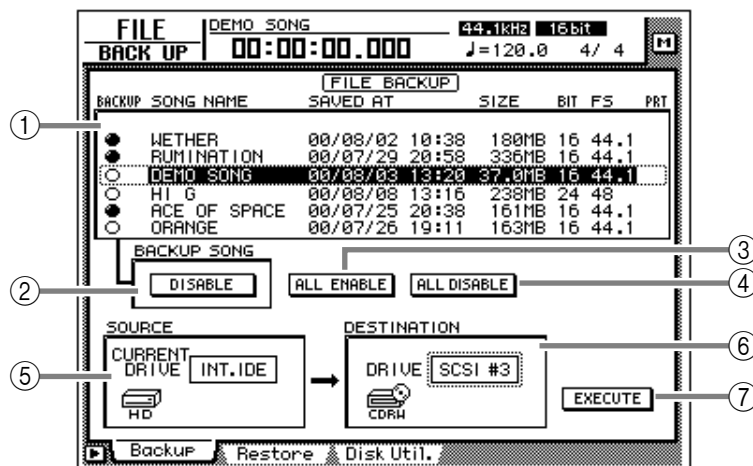 FILE DEMO SONG 44.1kHz 16bit
BACK UP 00:00:00.000 ♩=120.0 4/ 4 M
FILE BACKUP
BACKUP SONG NAME SAVED AT SIZE BIT FS PRT
①
WETHER 00/08/02 10:38 180MB 16 44.1
RUMINATION 00/07/29 20:58 336MB 16 44.1
DEMO SONG 00/08/03 13:20 37.0MB 16 44.1
HI G 00/08/08 13:16 238MB 24 48
ACE OF SPACE 00/07/25 20:38 161MB 16 44.1
ORANGE 00/07/26 19:11 163MB 16 44.1
BACKUP SONG ③
② DISABLE ALL ENABLE ALL DISABLE ④
SOURCE DESTINATION ⑥
CURRENT
⑤ DRIVE INT.IDE DRIVE SCSI #3
HD CDRW EXECUTE ⑦
Backup Restore Disk Util.